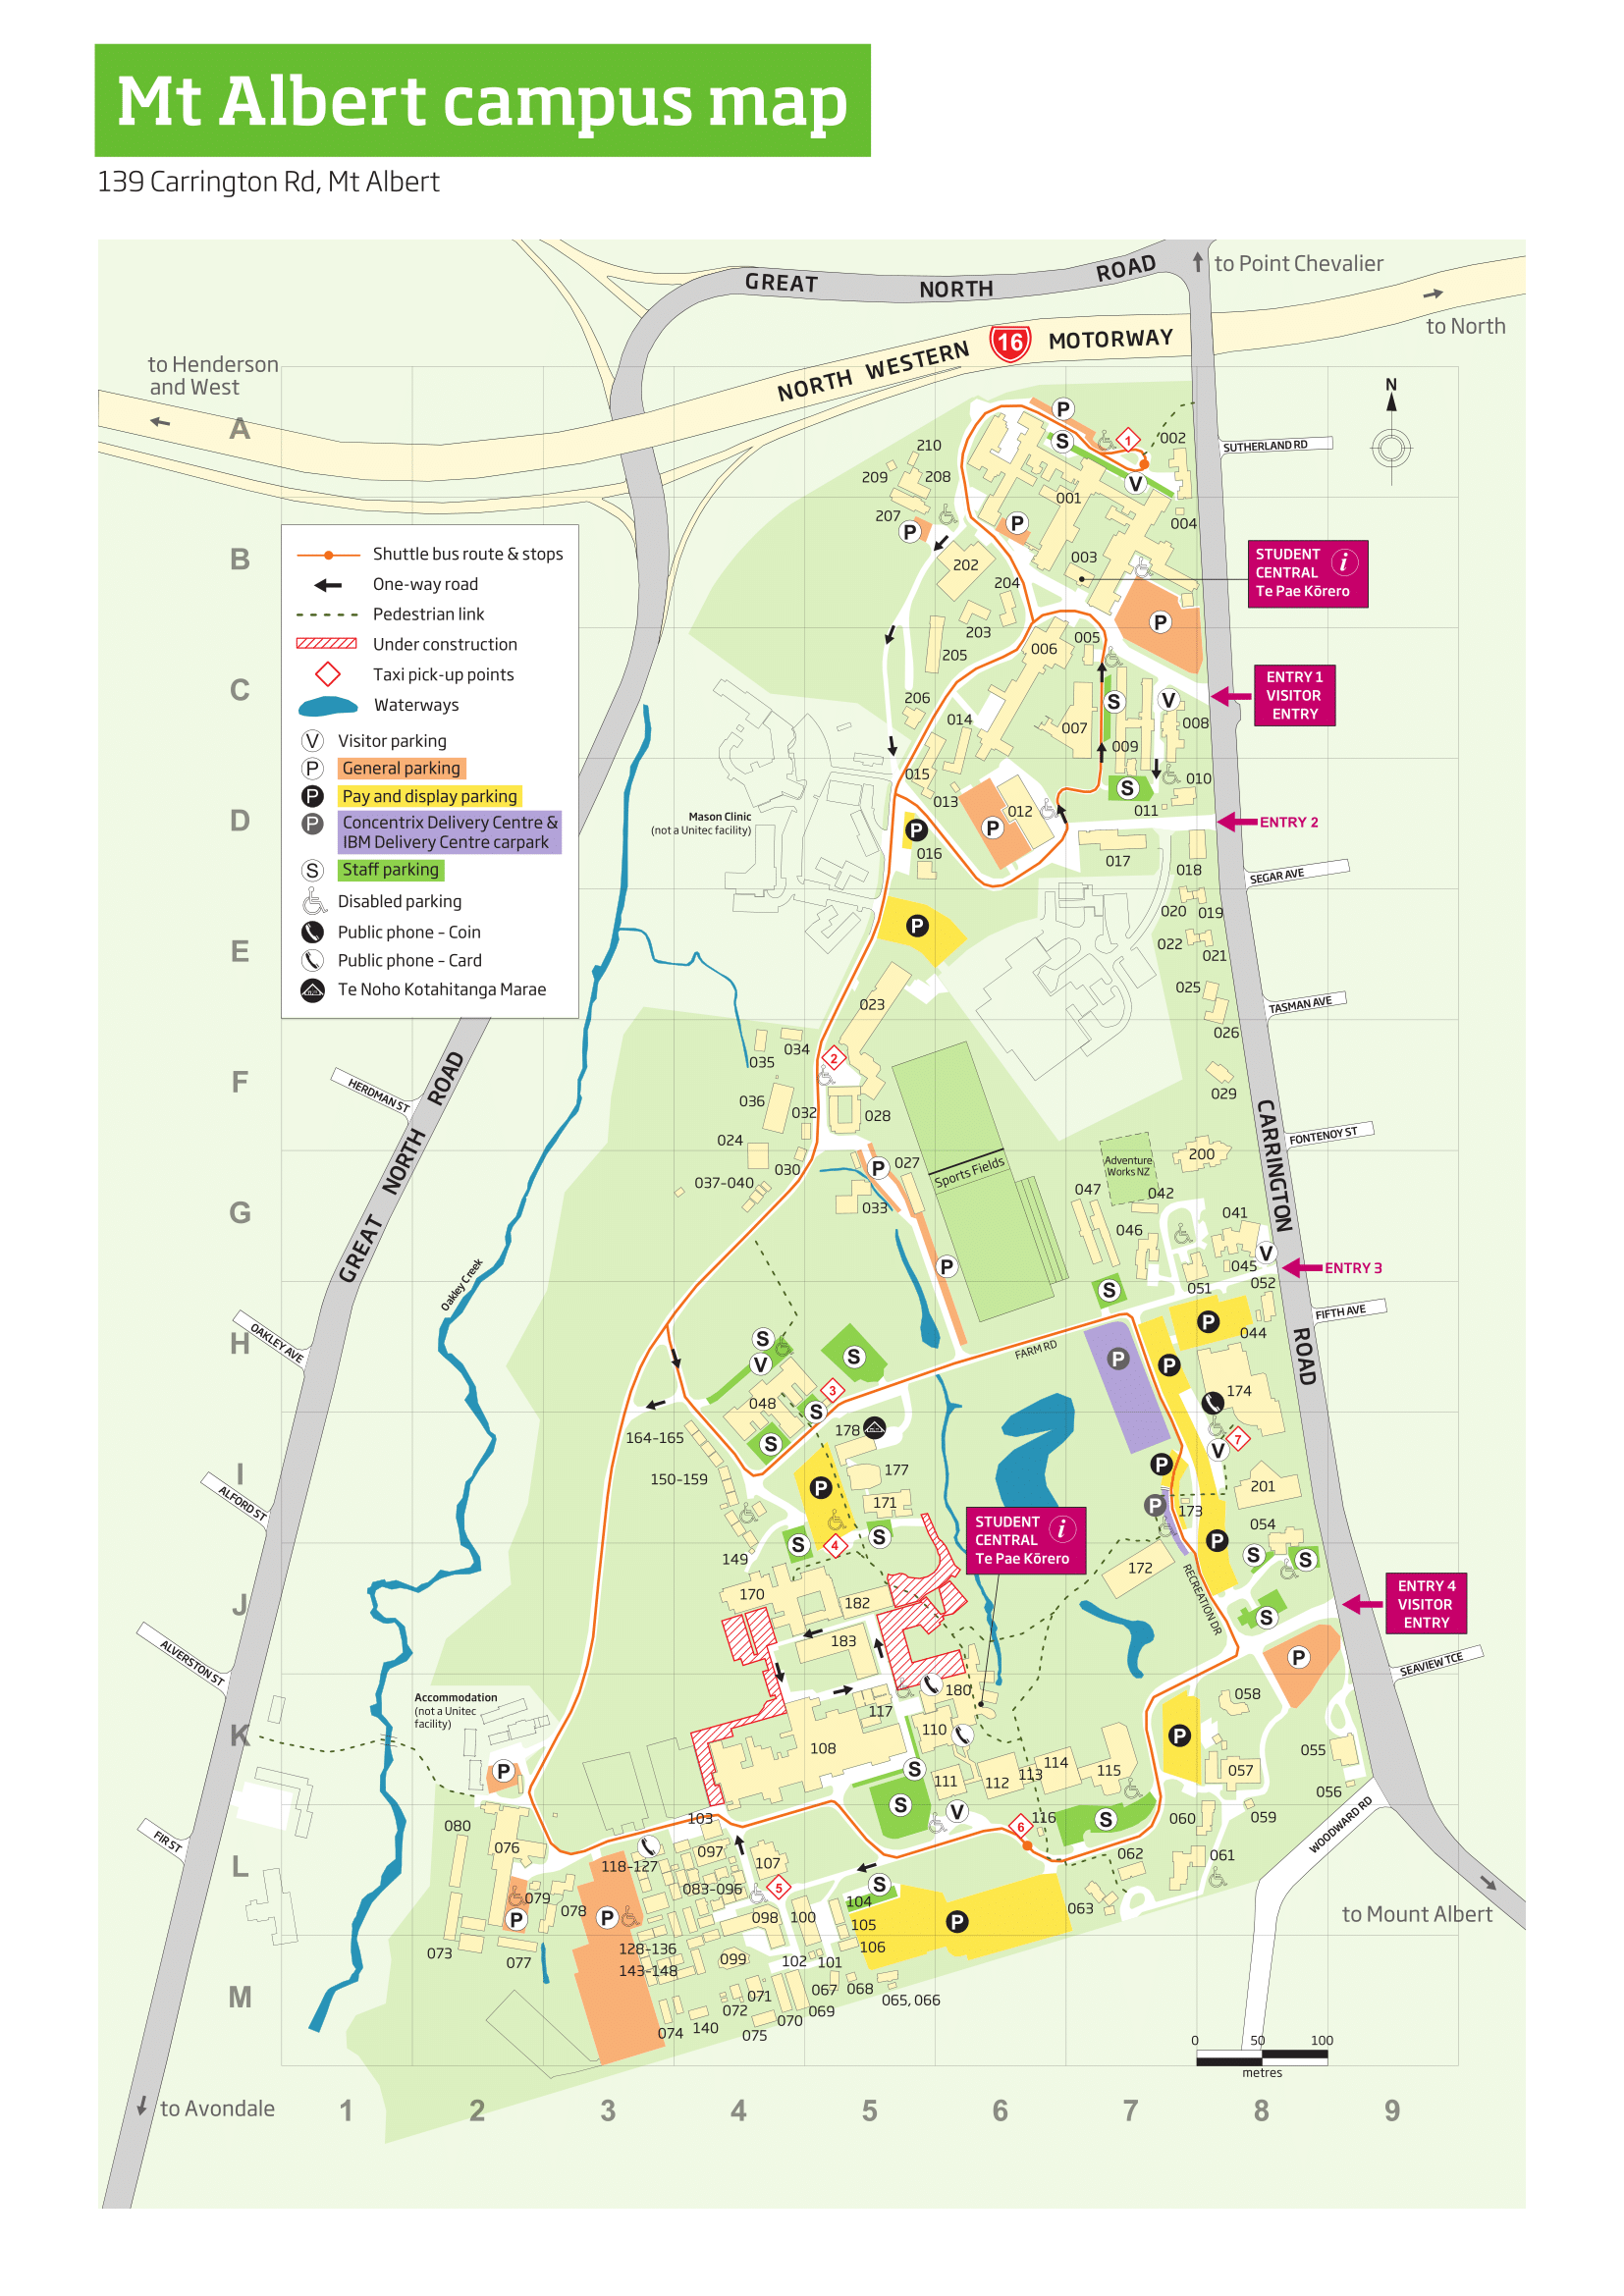 Mt Albert campus map
139 Carrington Rd, Mt Albert
GREAT NORTH ROAD
to Point Chevalier
to North
NORTH WESTERN 16 MOTORWAY
to Henderson
and West
N
SUTHERLAND RD
A
B
C
D
E
F
G
H
I
J
K
L
M
Shuttle bus route & stops
One-way road
Pedestrian link
Under construction
Taxi pick-up points
Waterways
V Visitor parking
P General parking
P Pay and display parking
P Concentrix Delivery Centre &
IBM Delivery Centre carpark
S Staff parking
Disabled parking
Public phone – Coin
Public phone – Card
Te Noho Kotahitanga Marae
P
S
1
002
V
210
209
208
001
207
P
P
004
202
204
003
STUDENT
CENTRAL
Te Pae Kōrero
i
P
203
205
005
006
ENTRY 1
VISITOR
ENTRY
206
014
S
V
007
008
009
015
013
010
S
011
012
P
ENTRY 2
Mason Clinic
(not a Unitec facility)
P
016
017
018
SEGAR AVE
020
019
P
022
021
025
TASMAN AVE
023
026
034
035
2
029
036
032
028
024
FONTENOY ST
CARRINGTON ROAD
030
P
027
Sports Fields
Adventure
Works NZ
200
037-040
033
047
042
046
041
V
P
045
ENTRY 3
S
051
052
FIFTH AVE
HERDMAN ST
GREAT NORTH ROAD
Oakley Creek
OAKLEY AVE
S
V
S
FARM RD
P
P
P
044
3
048
S
174
178
S
164-165
7
V
150-159
P
177
P
201
171
P
173
ALFORD ST
STUDENT
CENTRAL
Te Pae Kōrero
i
S
S
4
149
P
054
S
S
172
170
182
RECREATION DR
S
ENTRY 4
VISITOR
ENTRY
183
ALVERSTON ST
P
SEAVIEW TCE
Accommodation
(not a Unitec
facility)
180
117
058
110
P
108
055
114
113
115
057
P
S
111
112
056
S
V
116
S
060
059
WOODWARD RD
103
6
FIR ST
080
076
097
107
118-127
062
061
083-096
5
S
079
P
078
P
104
063
098
100
105
P
to Mount Albert
073
077
128-136
106
099
102
101
143-148
071
067
068
065, 066
072
069
074
140
070
075
0 50 100
metres
to Avondale
1 2 3 4 5 6 7 8 9